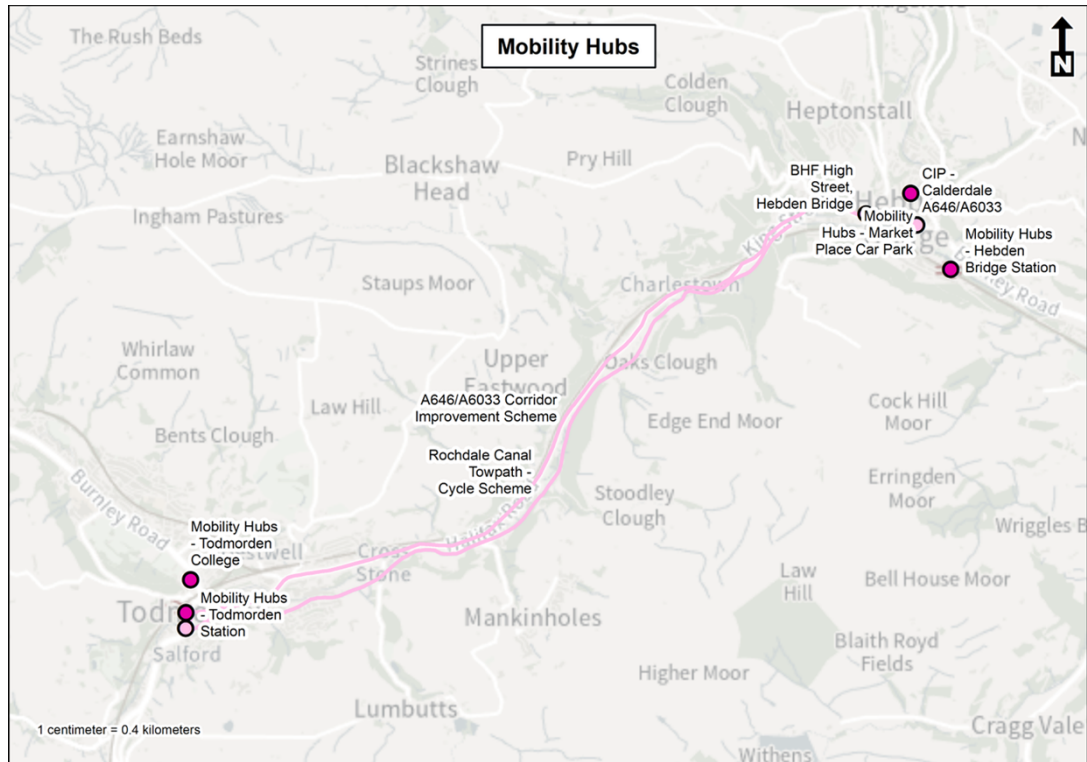 Mobility Hubs
N
The Rush Beds
Strines
Clough
Colden
Clough
Heptonstall
Earnshaw
Hole Moor
Blackshaw
Head
Pry Hill
BHF High
Street,
Hebden Bridge
CIP -
Calderdale
A646/A6033
Ingham Pastures
Mobility
Hubs - Market
Place Car Park
Mobility Hubs
- Hebden
Bridge Station
Staups Moor
Charlestown
Whirlaw
Common
Upper
Eastwood
Oaks Clough
A646/A6033 Corridor
Improvement Scheme
Law Hill
Edge End Moor
Cock Hill
Moor
Bents Clough
Rochdale Canal
Towpath -
Cycle Scheme
Stoodley
Clough
Erringden
Moor
Burnley Road
Wriggles B
Mobility Hubs
- Todmorden
College
Cross
Stone
Law
Hill
Bell House Moor
Mobility Hubs
- Todmorden
Station
Mankinholes
Salford
Blaith Royd
Fields
Higher Moor
Lumbutts
1 centimeter = 0.4 kilometers
Cragg Vale
Withens